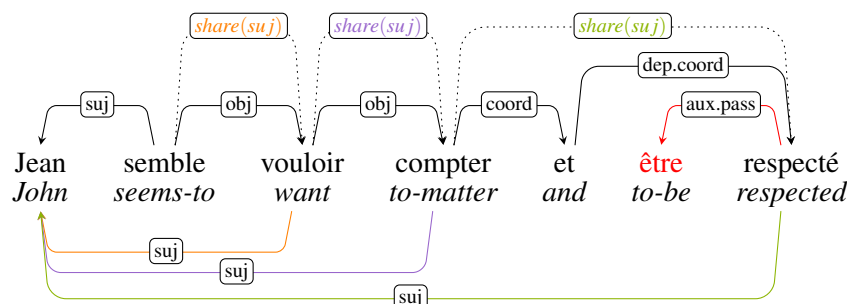 share(suj) share(suj) share(suj)
dep.coord
suj obj obj coord aux.pass
Jean semble vouloir compter et être respecté
John seems-to want to-matter and to-be respected
suj
suj
suj